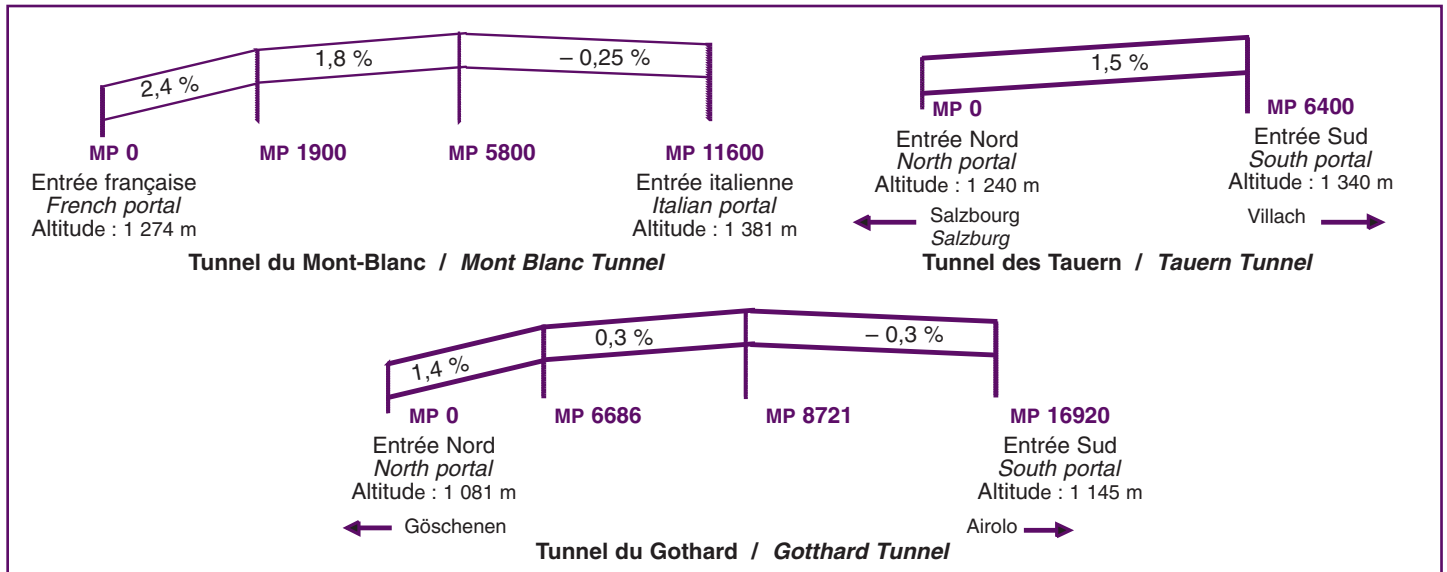 2,4 %
1,8 %
– 0,25 %
MP 0
MP 1900
MP 5800
MP 11600
Entrée française
French portal
Altitude : 1 274 m
Entrée italienne
Italian portal
Altitude : 1 381 m
Tunnel du Mont-Blanc / Mont Blanc Tunnel
1,5 %
MP 0
MP 6400
Entrée Nord
North portal
Altitude : 1 240 m
Entrée Sud
South portal
Altitude : 1 340 m
Salzbourg
Salzburg
Villach
Tunnel des Tauern / Tauern Tunnel
1,4 %
0,3 %
– 0,3 %
MP 0
MP 6686
MP 8721
MP 16920
Entrée Nord
North portal
Altitude : 1 081 m
Entrée Sud
South portal
Altitude : 1 145 m
Göschenen
Airolo
Tunnel du Gothard / Gotthard Tunnel